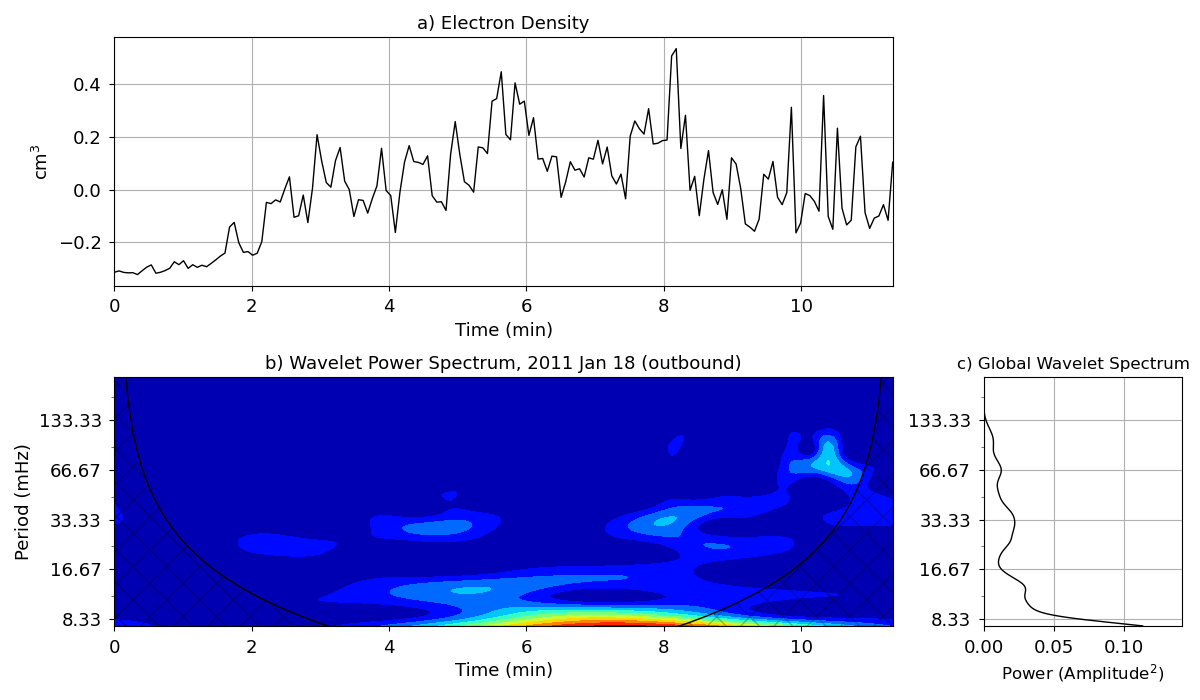 a) Electron Density
cm³
0.4
0.2
0.0
−0.2
0 2 4 6 8 10
Time (min)
b) Wavelet Power Spectrum, 2011 Jan 18 (outbound)
Period (mHz)
133.33
66.67
33.33
16.67
8.33
0 2 4 6 8 10
Time (min)
c) Global Wavelet Spectrum
133.33
66.67
33.33
16.67
8.33
0.00 0.05 0.10
Power (Amplitude²)